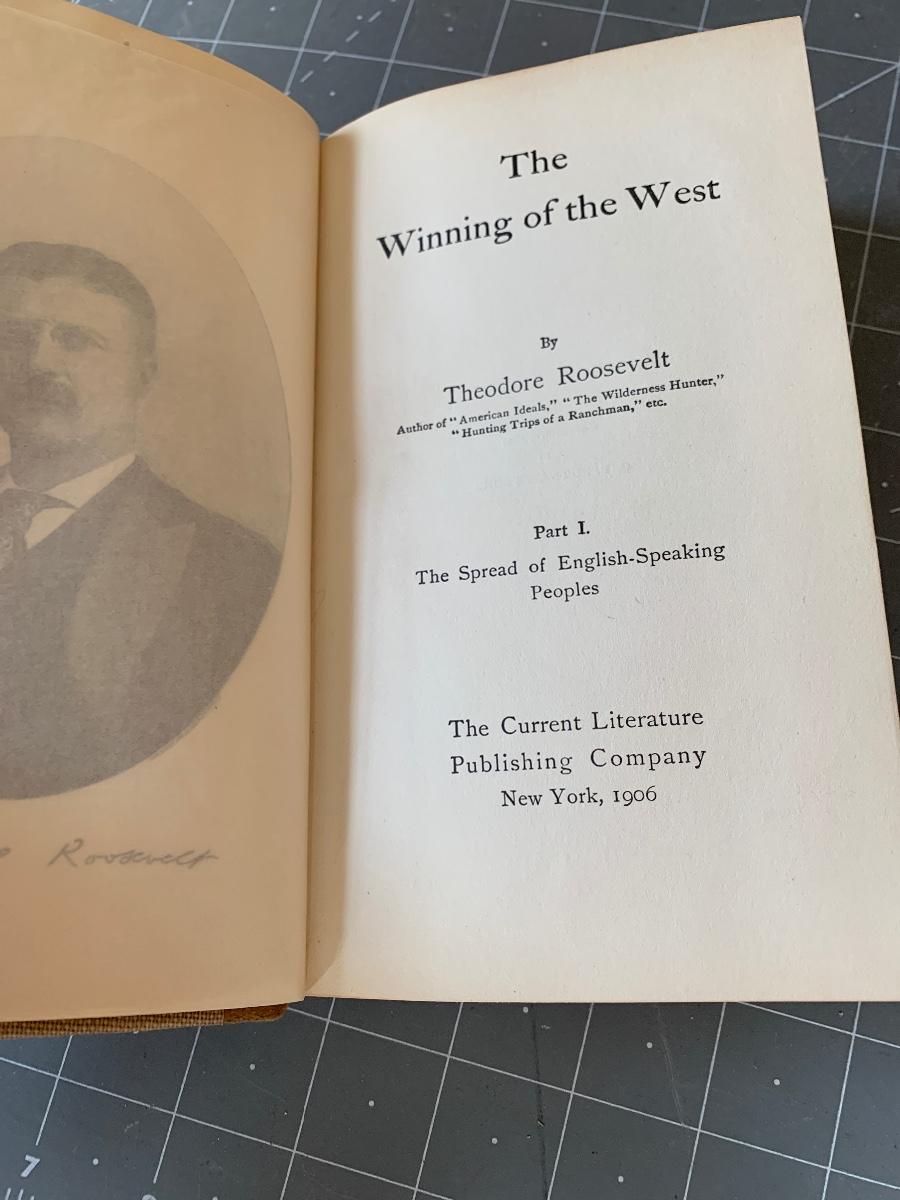 The
Winning of the West
By
Theodore Roosevelt
Author of “American Ideals,” “The Wilderness Hunter,”
“Hunting Trips of a Ranchman,” etc.
Part I.
The Spread of English-Speaking
Peoples
The Current Literature
Publishing Company
New York, 1906
Roosevelt
7